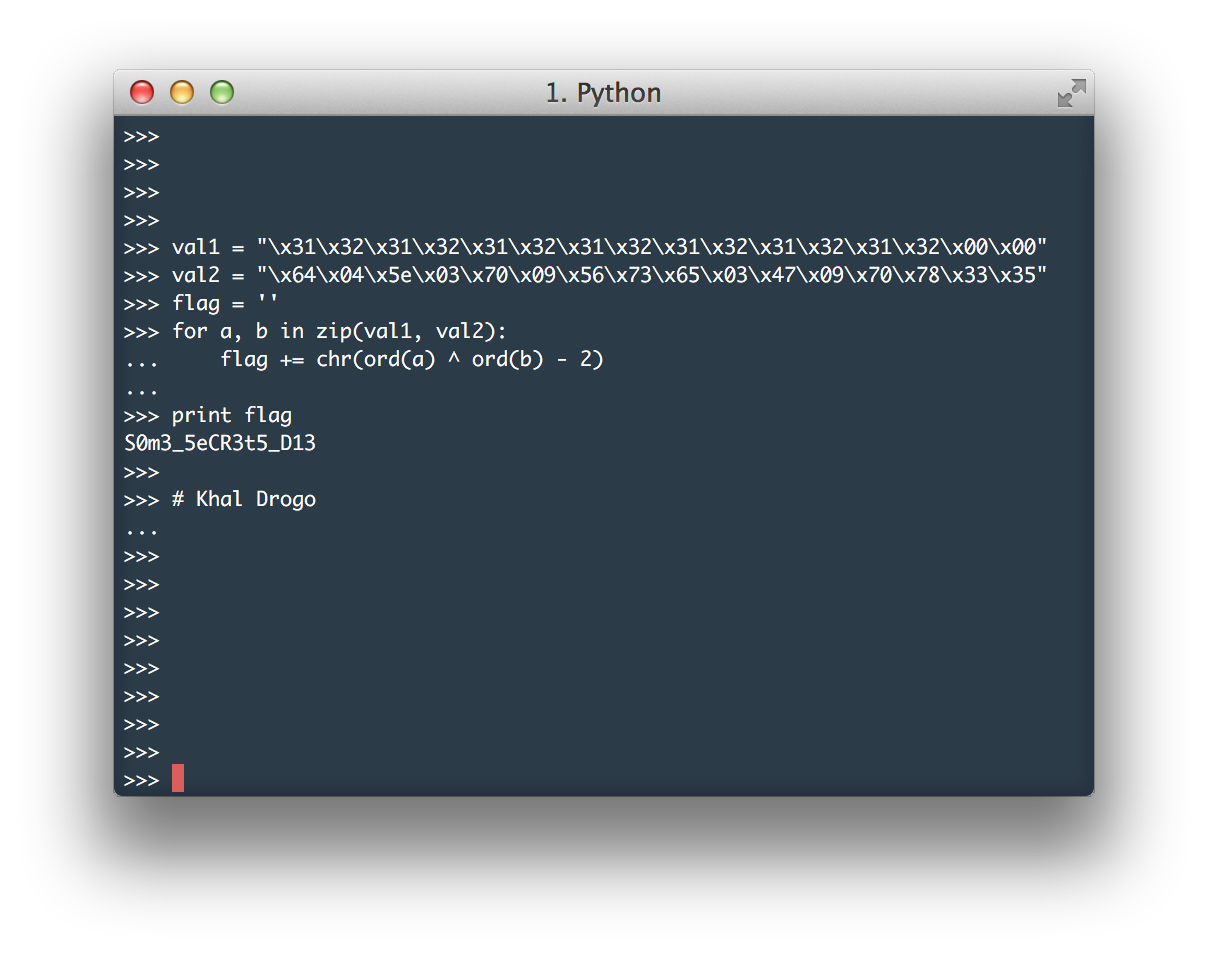 1. Python
>>>
>>>
>>>
>>>
>>> val1 = "\x31\x32\x31\x32\x31\x32\x31\x32\x31\x32\x31\x32\x31\x32\x00\x00"
>>> val2 = "\x64\x04\x5e\x03\x70\x09\x56\x73\x65\x03\x47\x09\x70\x78\x33\x35"
>>> flag = ''
>>> for a, b in zip(val1, val2):
...     flag += chr(ord(a) ^ ord(b) - 2)
...
>>> print flag
S0m3_5eCR3t5_D13
>>>
>>> # Khal Drogo
...
>>>
>>>
>>>
>>>
>>>
>>>
>>>
>>>
>>>